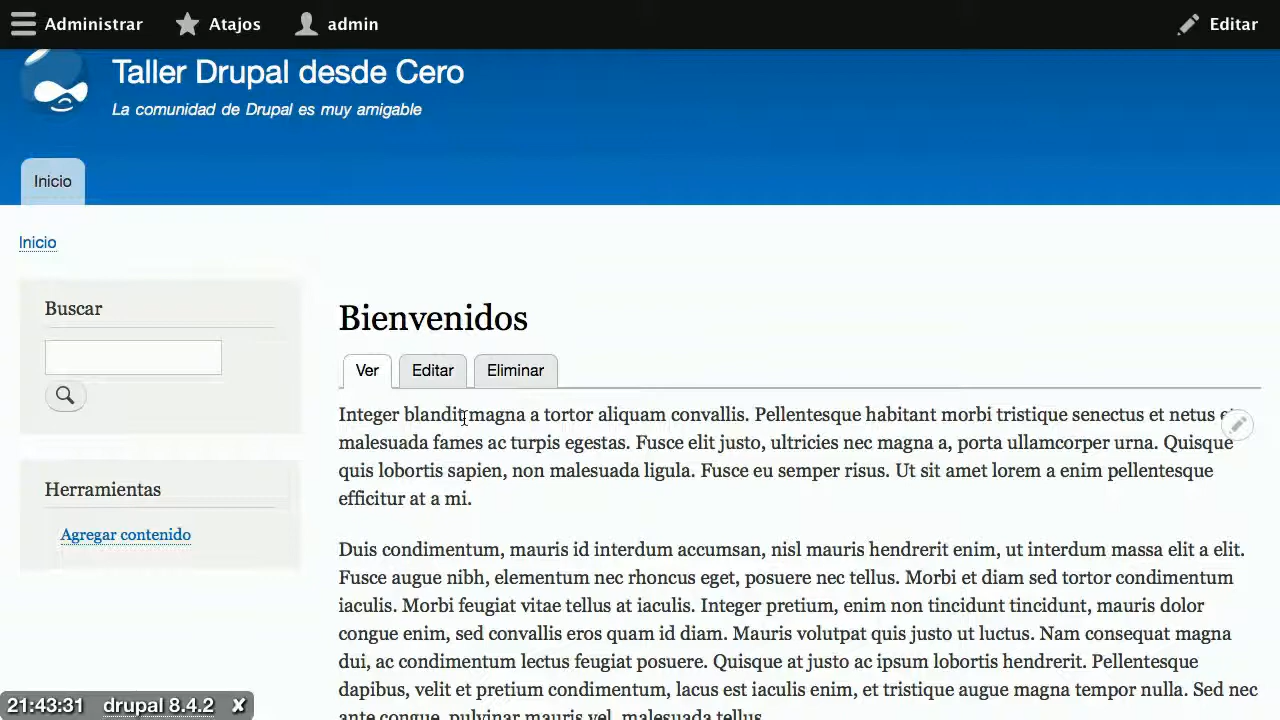 Administrar Atajos admin Editar
Taller Drupal desde Cero
La comunidad de Drupal es muy amigable
Inicio
Inicio
Buscar
Herramientas
Agregar contenido
Bienvenidos
Ver Editar Eliminar
Integer blandit magna a tortor aliquam convallis. Pellentesque habitant morbi tristique senectus et netus et
malesuada fames ac turpis egestas. Fusce elit justo, ultricies nec magna a, porta ullamcorper urna. Quisque
quis lobortis sapien, non malesuada ligula. Fusce eu semper risus. Ut sit amet lorem a enim pellentesque
efficitur at a mi.
Duis condimentum, mauris id interdum accumsan, nisl mauris hendrerit enim, ut interdum massa elit a elit.
Fusce augue nibh, elementum nec rhoncus eget, posuere nec tellus. Morbi et diam sed tortor condimentum
iaculis. Morbi feugiat vitae tellus at iaculis. Integer pretium, enim non tincidunt tincidunt, mauris dolor
congue enim, sed convallis eros quam id diam. Mauris volutpat quis justo ut luctus. Nam consequat magna
dui, ac condimentum lectus feugiat posuere. Quisque at justo ac ipsum lobortis hendrerit. Pellentesque
dapibus, velit et pretium condimentum, lacus est iaculis enim, et tristique augue magna tempor nulla. Sed nec
ante congue, pulvinar mauris vel, malesuada tellus.
21:43:31 drupal 8.4.2 ✘